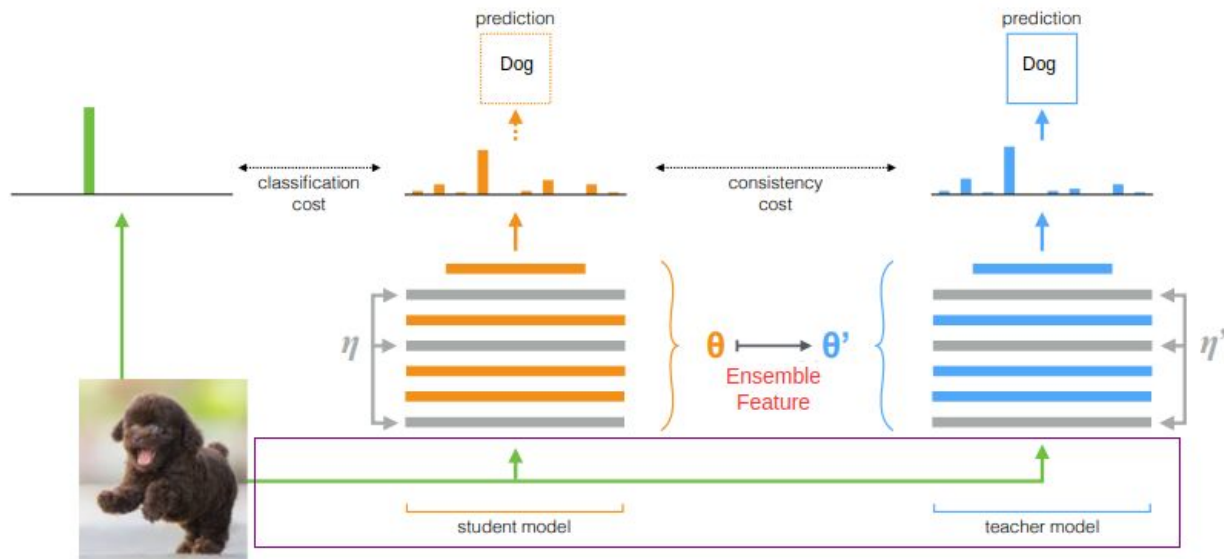 prediction
prediction
Dog
Dog
classification
cost
consistency
cost
η
θ
θ’
η’
Ensemble
Feature
student model
teacher model